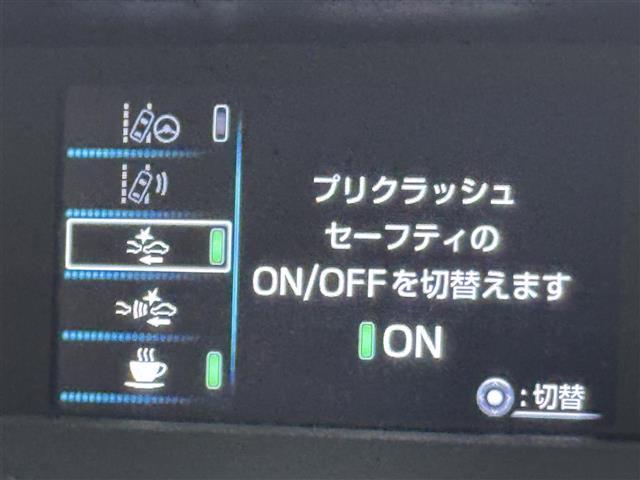 プリクラッシュ
セーフティの
ON/OFFを切替えます
ON
:切替